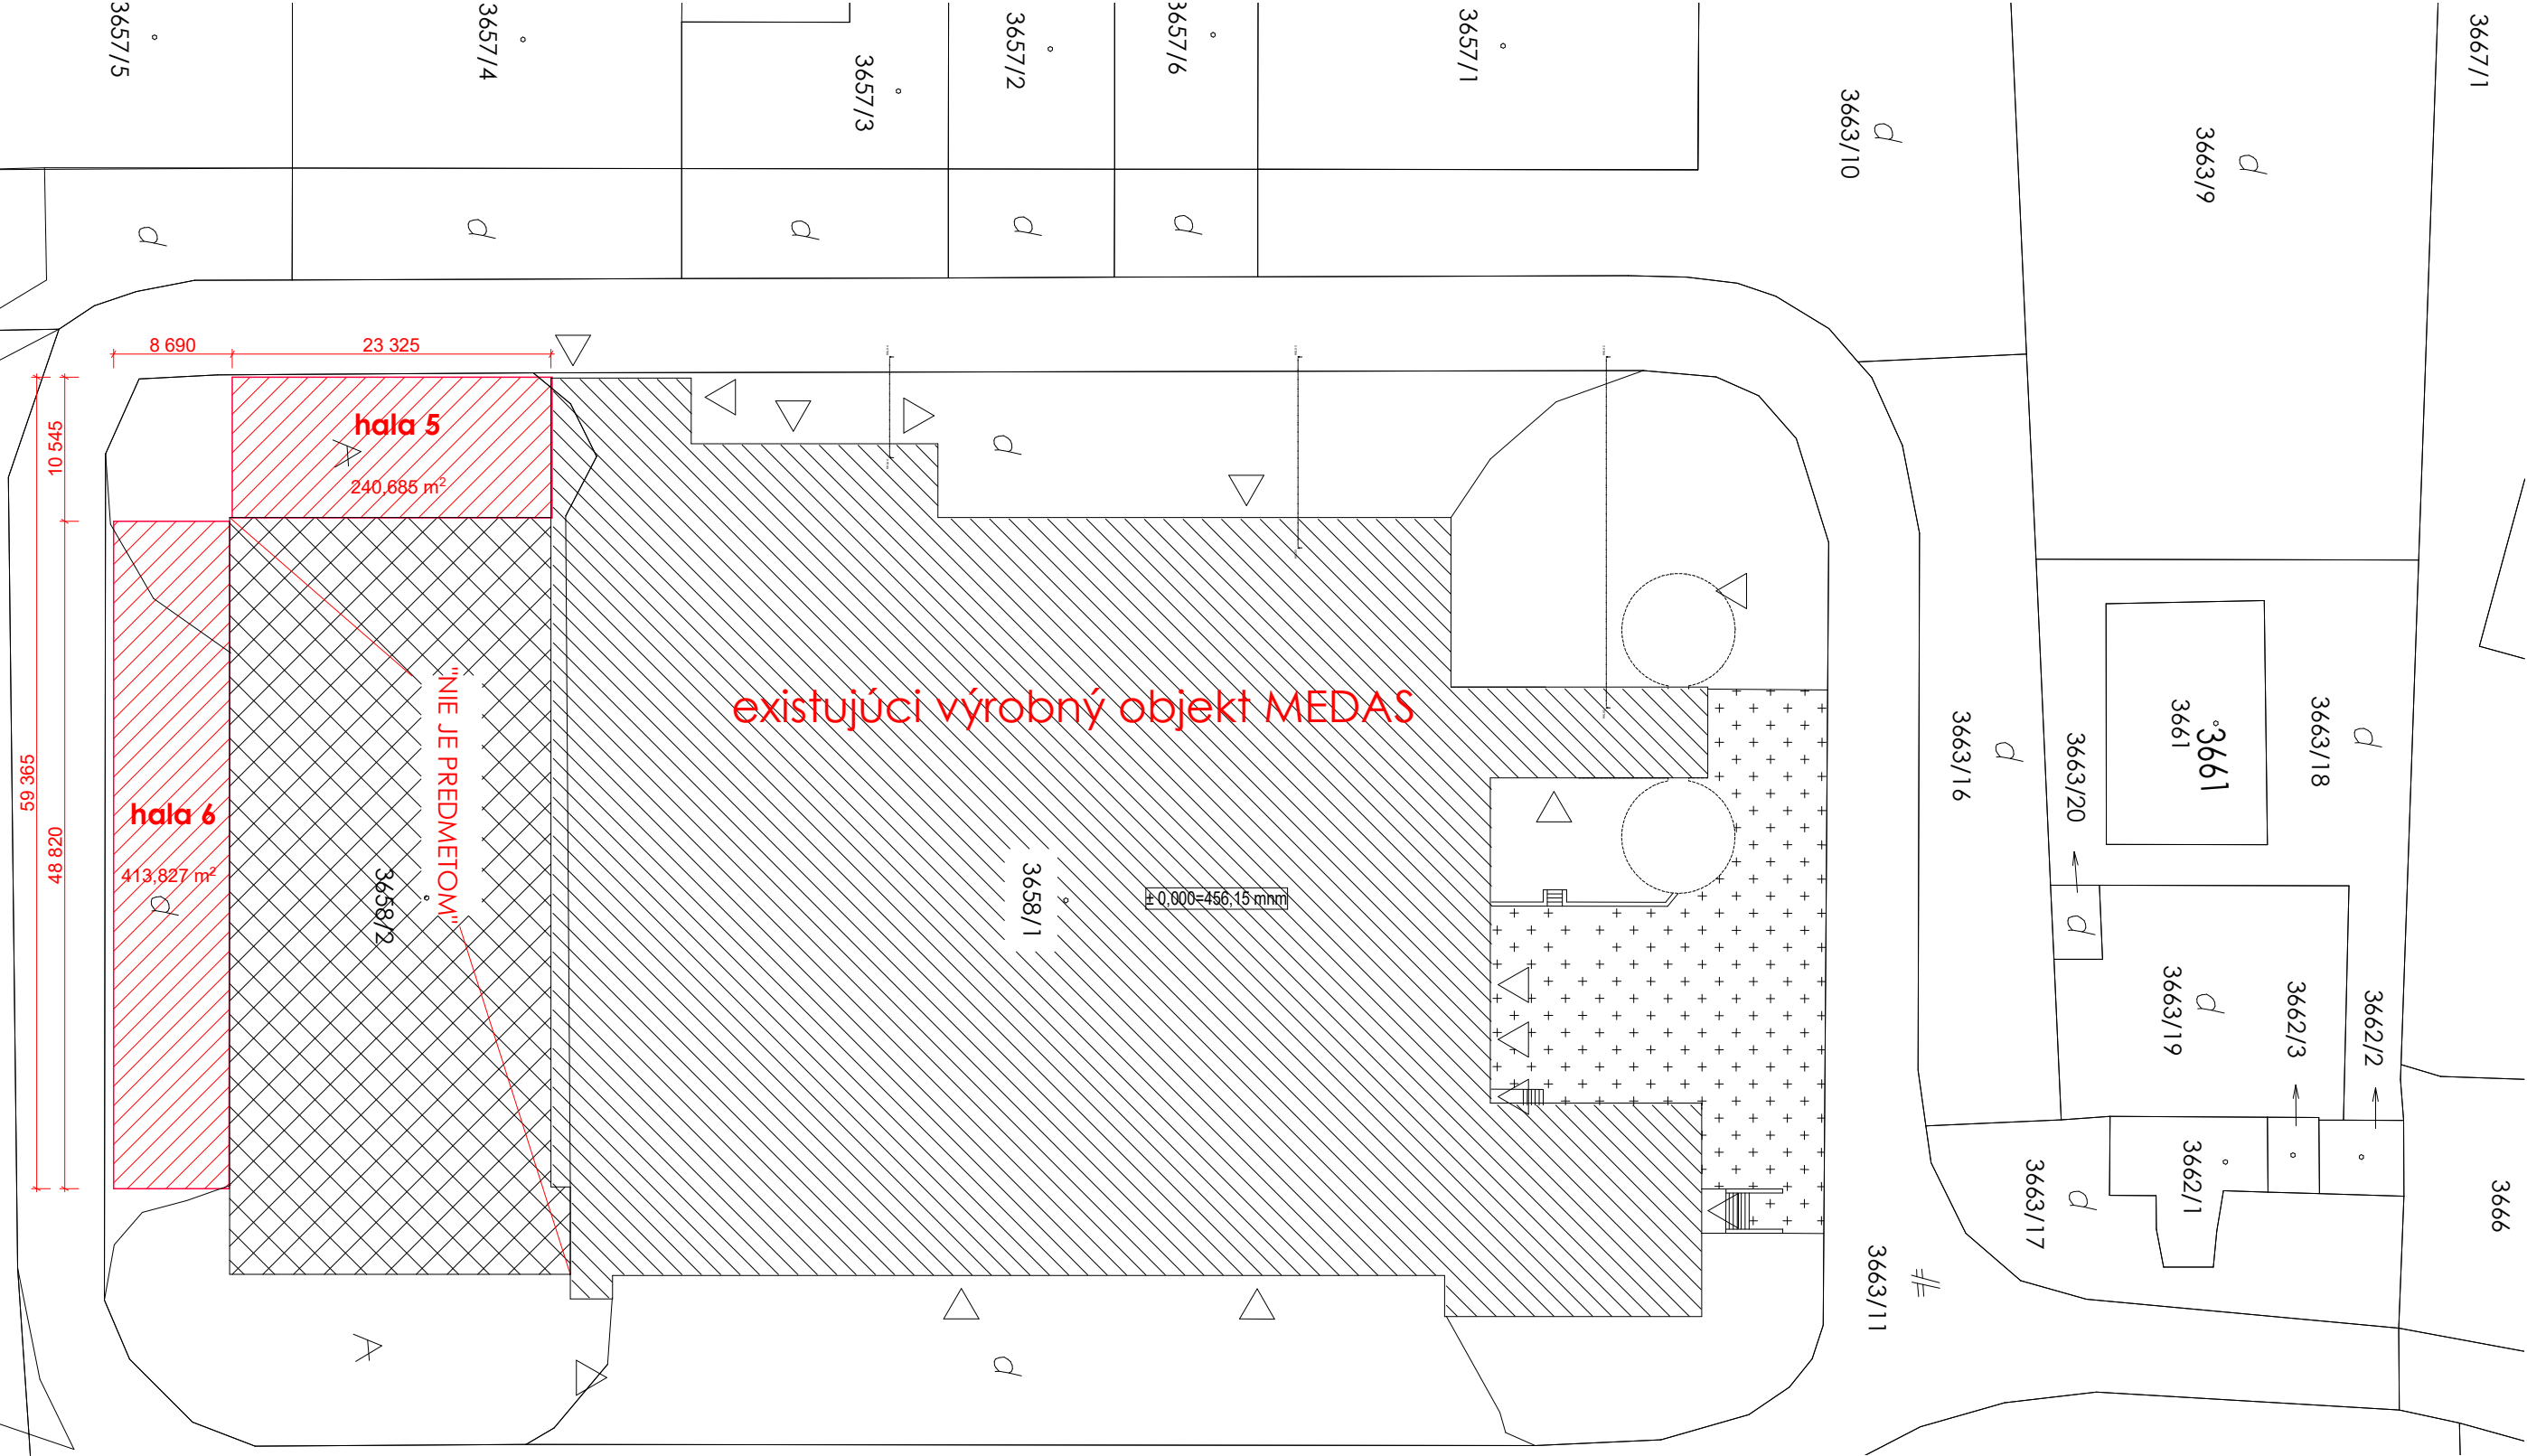 3657/5
3657/4
3657/3
3657/2
3657/6
3657/1
3663/10
3663/9
3667/1
d
d
d
d
d
d
d
8 690
23 325
10 545
59 365
48 820
hala 5
A
240,685 m²
d
"NIE JE PREDMETOM"
existujúci výrobný objekt MEDAS
hala 6
413,827 m²
d
3658/2
3658/1
± 0,000=456,15 mnm
3663/16
d
3663/20
d
3661
3661
3663/18
d
3663/19
d
3662/3
3662/2
3662/1
3663/17
d
3666
3663/11
A
d